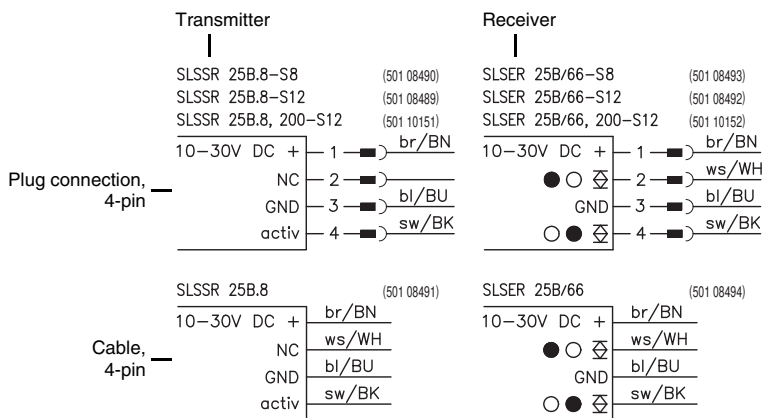 Transmitter
SLSSR 25B.8-S8 (501 08490)
SLSSR 25B.8-S12 (501 08489)
SLSSR 25B.8, 200-S12 (501 10151)
Plug connection,
4-pin
10-30V DC + 1 br/BN
NC 2
GND 3 bl/BU
activ 4 sw/BK
Receiver
SLSER 25B/66-S8 (501 08493)
SLSER 25B/66-S12 (501 08492)
SLSER 25B/66, 200-S12 (501 10152)
10-30V DC + 1 br/BN
2 ws/WH
GND 3 bl/BU
4 sw/BK
Cable,
4-pin
SLSSR 25B.8 (501 08491)
10-30V DC + br/BN
NC ws/WH
GND bl/BU
activ sw/BK
SLSER 25B/66 (501 08494)
10-30V DC + br/BN
ws/WH
GND bl/BU
sw/BK